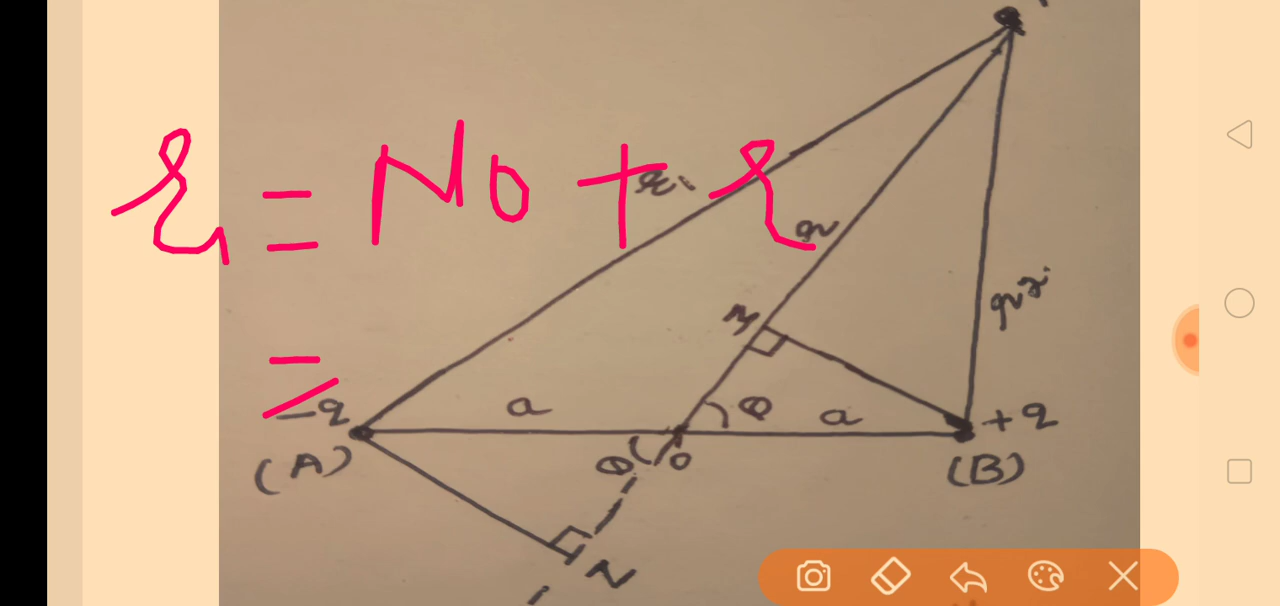 r₁ = NO + r
=
r₁
r
M
r₂
-q
a
θ
a
+q
(A)
θ
O
(B)
N